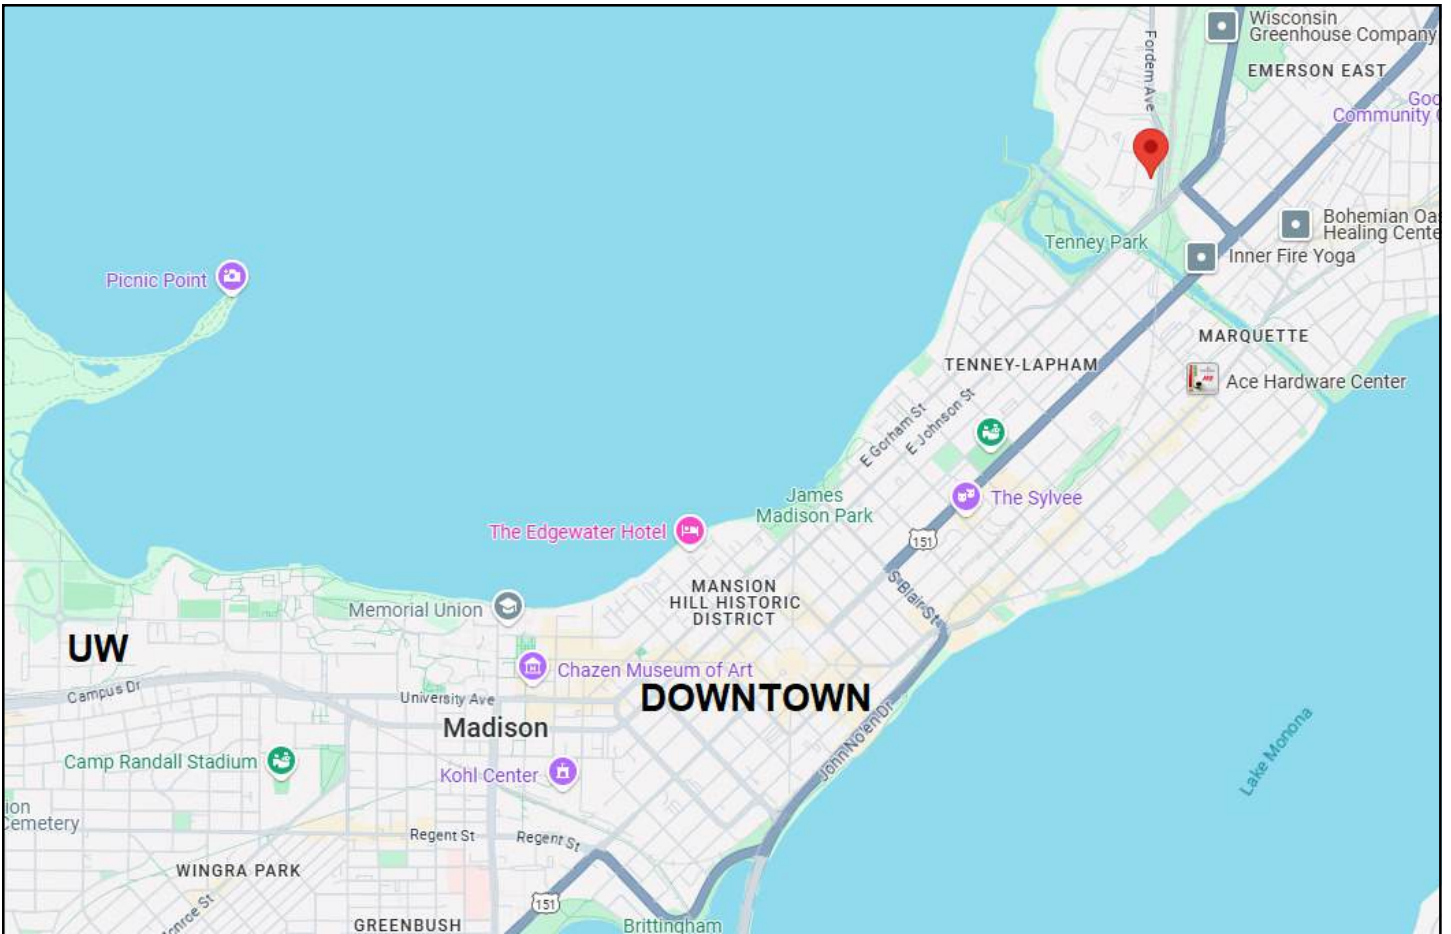 Wisconsin
Greenhouse Company
Fordem Ave
EMERSON EAST
Community
Bohemian
Healing
Tenney Park
Inner Fire Yoga
Picnic Point
MARQUETTE
TENNEY-LAPHAM
Ace Hardware Center
E Gorham St
E Johnson St
James
Madison Park
The Sylvee
The Edgewater Hotel
151
S Blair St
MANSION
HILL HISTORIC
DISTRICT
Memorial Union
UW
Chazen Museum of Art
DOWNTOWN
Campus Dr
University Ave
Madison
John Nolen Dr
Lake Monona
Camp Randall Stadium
Kohl Center
Cemetery
Regent St
Regent St
WINGRA PARK
151
GREENBUSH
Brittingham